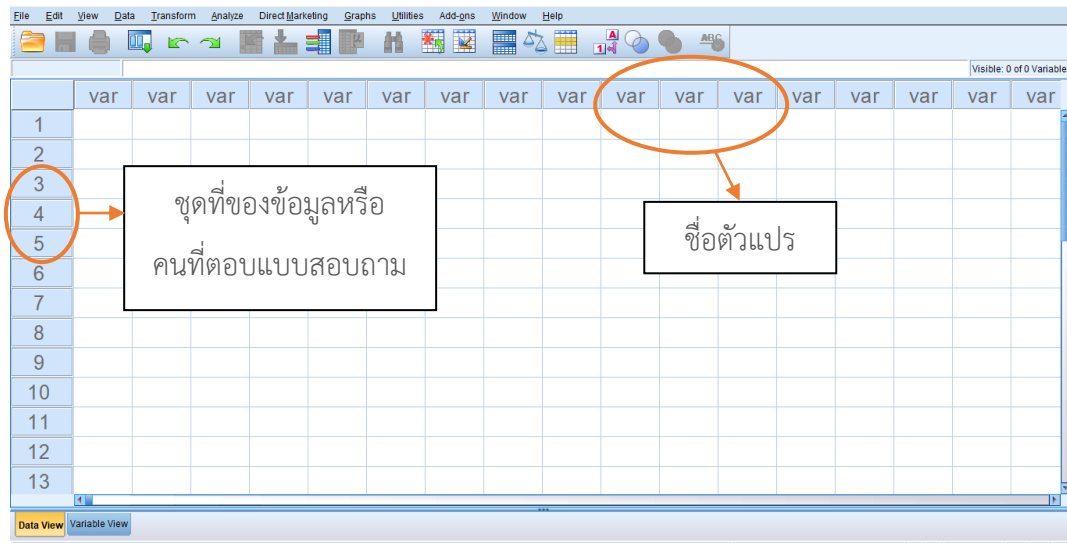 File Edit View Data Transform Analyze Direct Marketing Graphs Utilities Add-ons Window Help
Visible: 0 of 0 Variable
var var var var var var var var var var var var var var var var var
1
2
3
4
5
6
7
8
9
10
11
12
13
ชุดที่ของข้อมูลหรือ
คนที่ตอบแบบสอบถาม
ชื่อตัวแปร
Data View Variable View